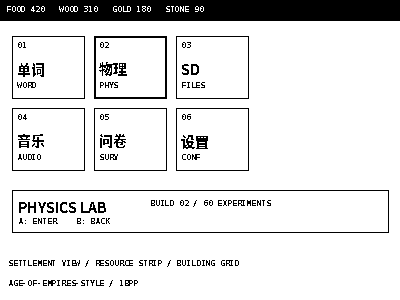 FOOD 420 WOOD 310 GOLD 180 STONE 90
01 02 03
单词 物理 SD
WORD PHYS FILES
04 05 06
音乐 问卷 设置
AUDIO SURV CONF
PHYSICS LAB BUILD 02 / 60 EXPERIMENTS
A: ENTER B: BACK
SETTLEMENT VIEW / RESOURCE STRIP / BUILDING GRID
AGE-OF-EMPIRES-STYLE / 1BPP